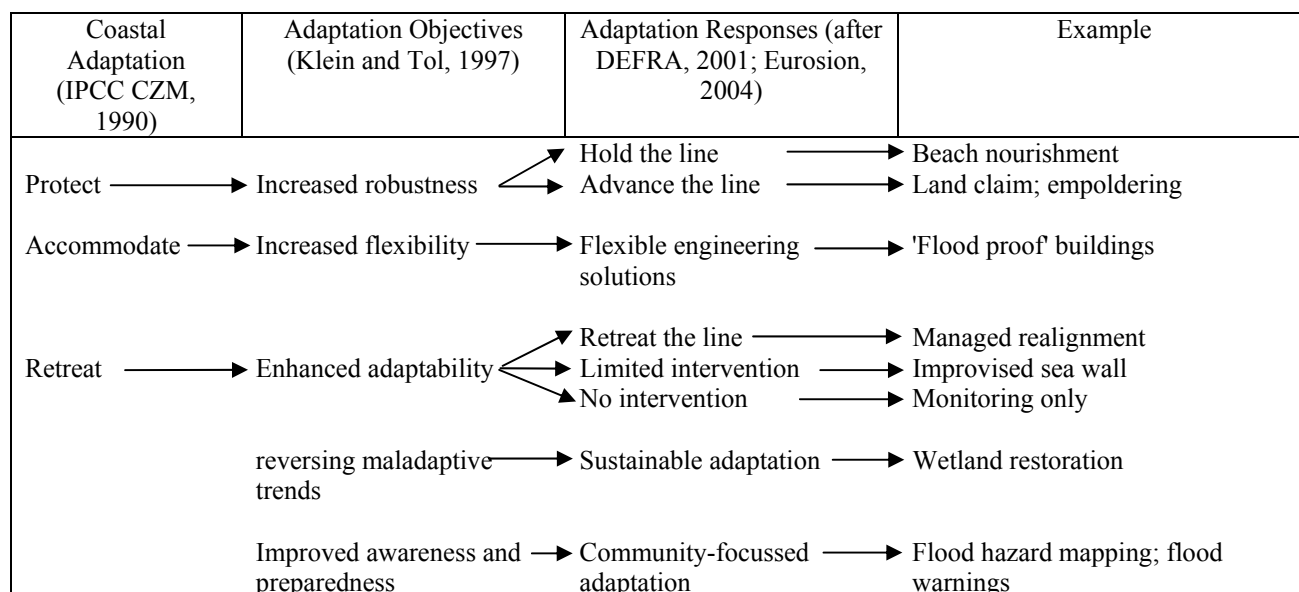 Coastal Adaptation (IPCC CZM, 1990)
Adaptation Objectives (Klein and Tol, 1997)
Adaptation Responses (after DEFRA, 2001; Eurosion, 2004)
Example
Protect
Increased robustness
Hold the line
Beach nourishment
Advance the line
Land claim; empoldering
Accommodate
Increased flexibility
Flexible engineering
solutions
'Flood proof' buildings
Retreat
Enhanced adaptability
Retreat the line
Managed realignment
Limited intervention
Improvised sea wall
No intervention
Monitoring only
reversing maladaptive
trends
Sustainable adaptation
Wetland restoration
Improved awareness and
preparedness
Community-focussed
adaptation
Flood hazard mapping; flood
warnings